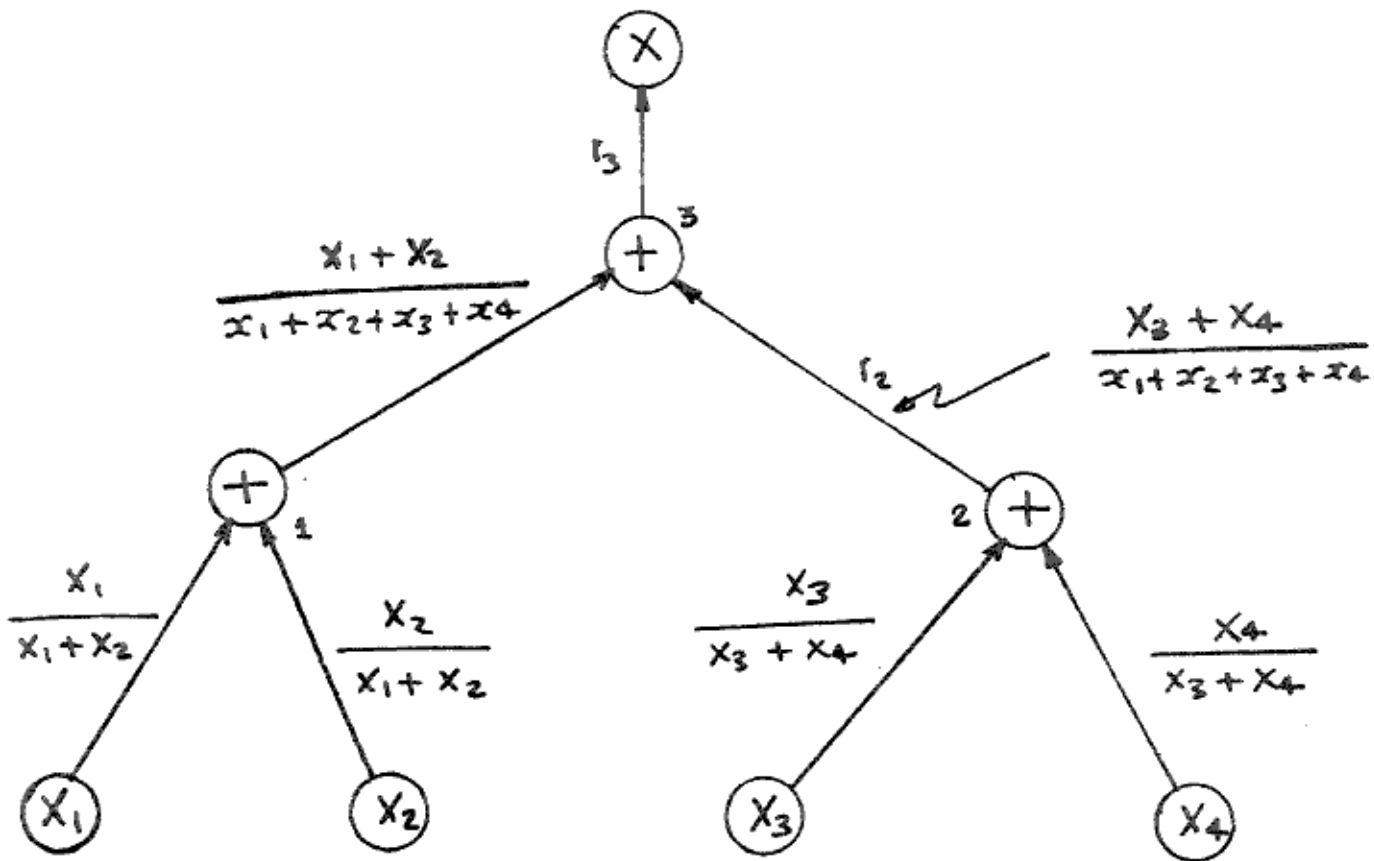 X
r₃
3
+
x₁ + x₂
x₁ + x₂ + x₃ + x₄
x₃ + x₄
x₁ + x₂ + x₃ + x₄
r₂
+
1
2
+
x₁
x₁ + x₂
x₂
x₁ + x₂
x₃
x₃ + x₄
x₄
x₃ + x₄
X₁
X₂
X₃
X₄